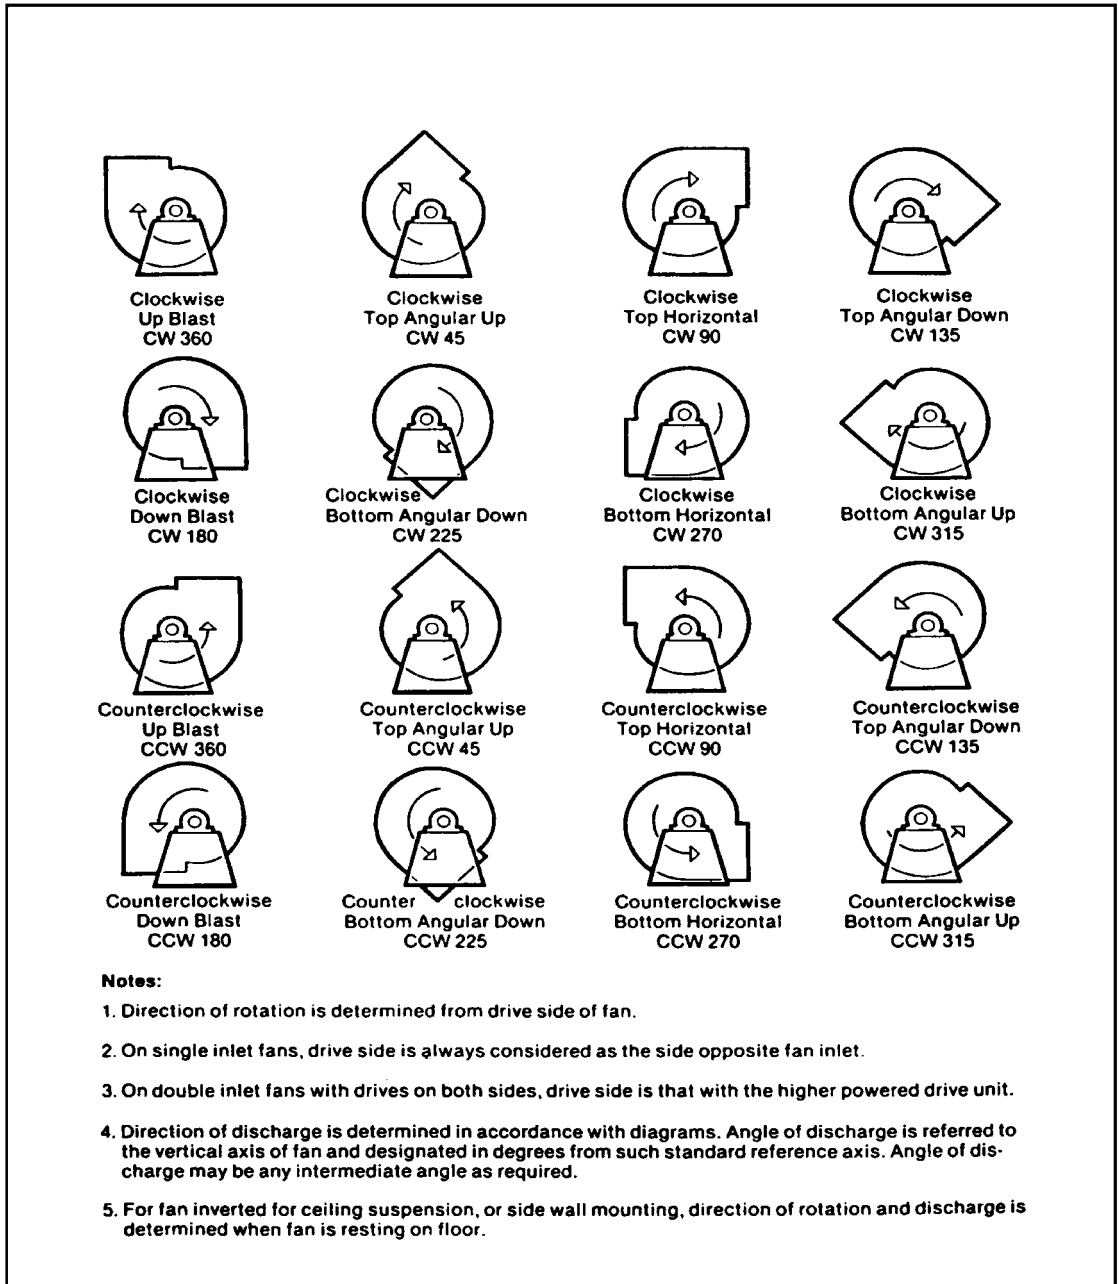 Clockwise
Up Blast
CW 360
Clockwise
Top Angular Up
CW 45
Clockwise
Top Horizontal
CW 90
Clockwise
Top Angular Down
CW 135
Clockwise
Down Blast
CW 180
Clockwise
Bottom Angular Down
CW 225
Clockwise
Bottom Horizontal
CW 270
Clockwise
Bottom Angular Up
CW 315
Counterclockwise
Up Blast
CCW 360
Counterclockwise
Top Angular Up
CCW 45
Counterclockwise
Top Horizontal
CCW 90
Counterclockwise
Top Angular Down
CCW 135
Counterclockwise
Down Blast
CCW 180
Counter clockwise
Bottom Angular Down
CCW 225
Counterclockwise
Bottom Horizontal
CCW 270
Counterclockwise
Bottom Angular Up
CCW 315
Notes:
1. Direction of rotation is determined from drive side of fan.
2. On single inlet fans, drive side is always considered as the side opposite fan inlet.
3. On double inlet fans with drives on both sides, drive side is that with the higher powered drive unit.
4. Direction of discharge is determined in accordance with diagrams. Angle of discharge is referred to
the vertical axis of fan and designated in degrees from such standard reference axis. Angle of dis-
charge may be any intermediate angle as required.
5. For fan inverted for ceiling suspension, or side wall mounting, direction of rotation and discharge is
determined when fan is resting on floor.